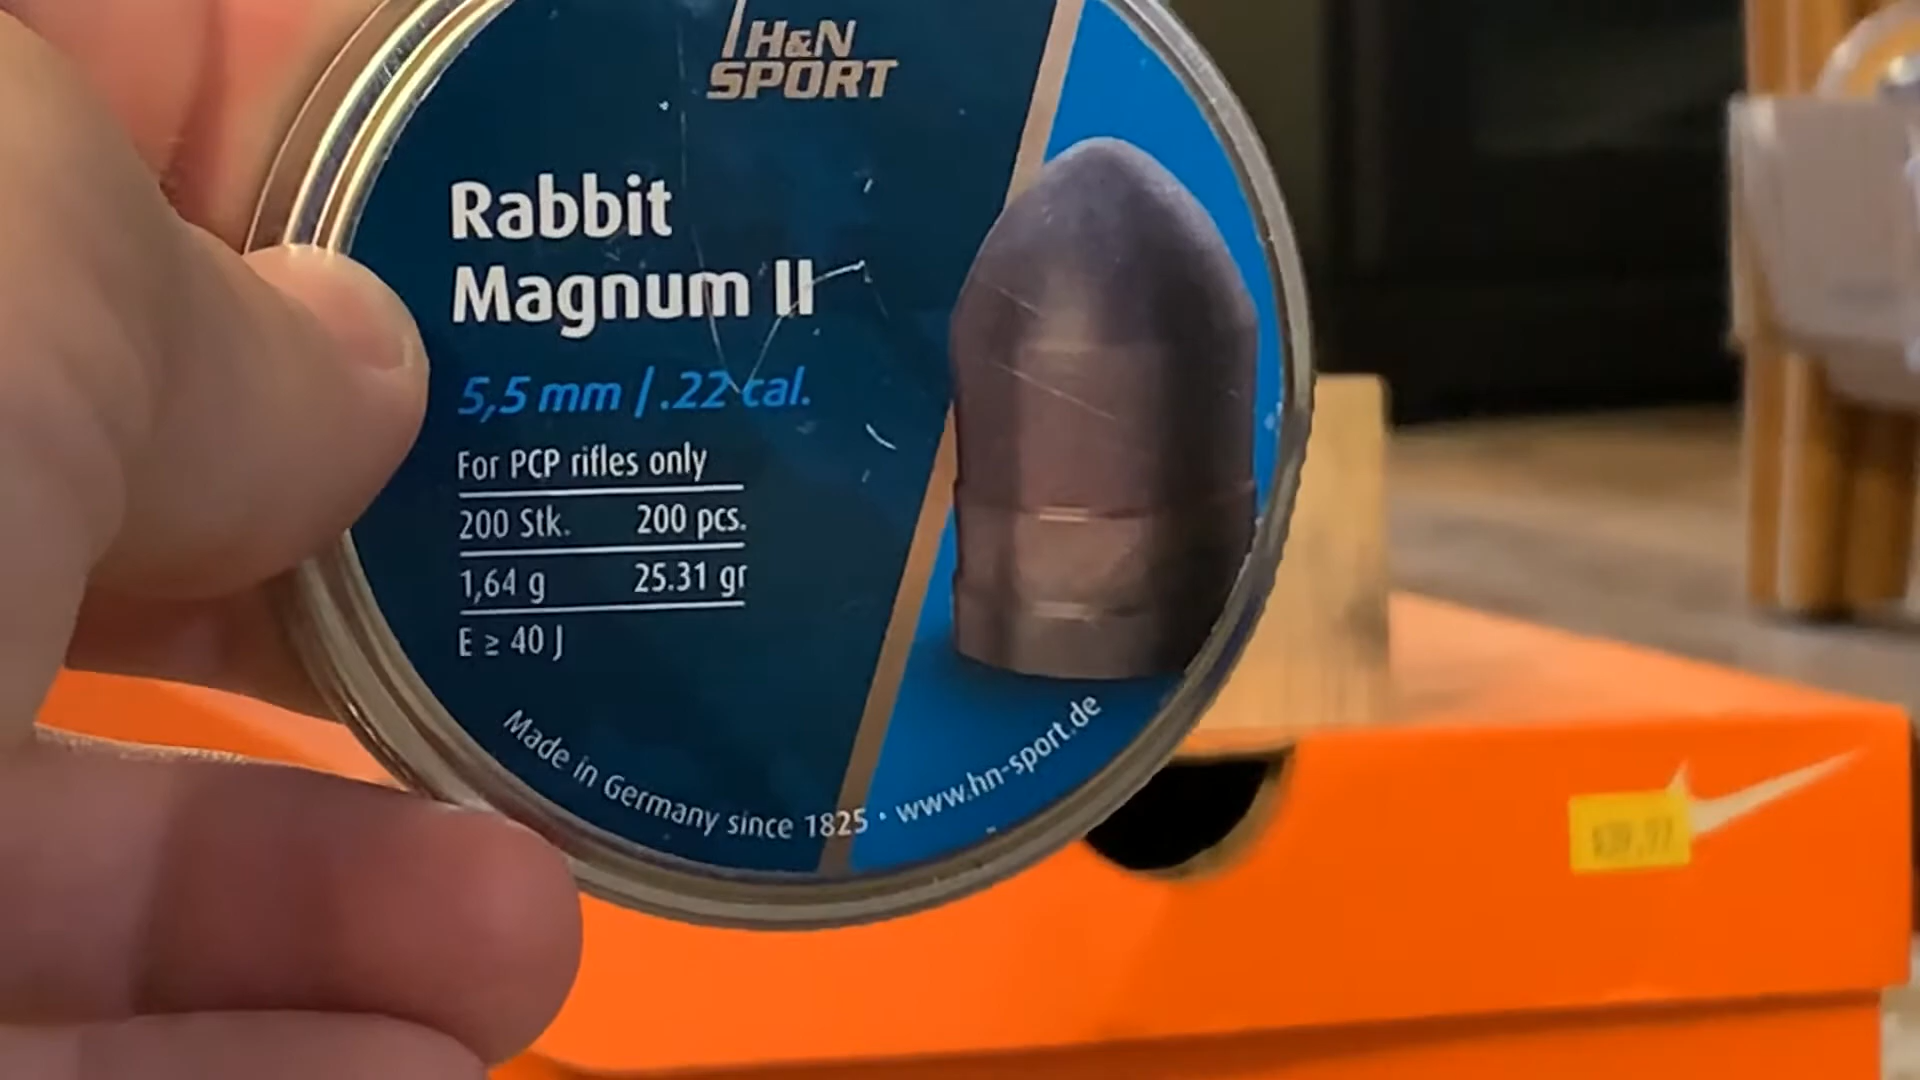 H&N
SPORT
Rabbit
Magnum II
5,5 mm / .22 cal.
For PCP rifles only
200 Stk. 200 pcs.
1,64 g 25.31 gr
E ≥ 40 J
Made in Germany since 1825 · www.hn-sport.de